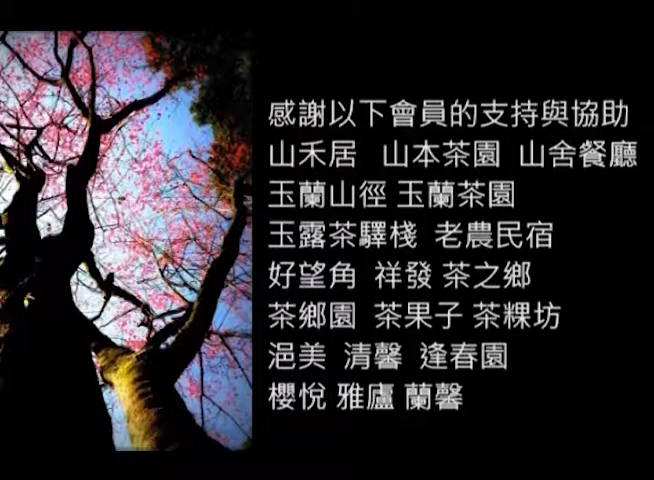 感謝以下會員的支持與協助
山禾居 山本茶園 山舍餐廳
玉蘭山徑 玉蘭茶園
玉露茶驛棧 老農民宿
好望角 祥發 茶之鄉
茶鄉園 茶果子 茶粿坊
浥美 清馨 逢春園
櫻悅 雅廬 蘭馨